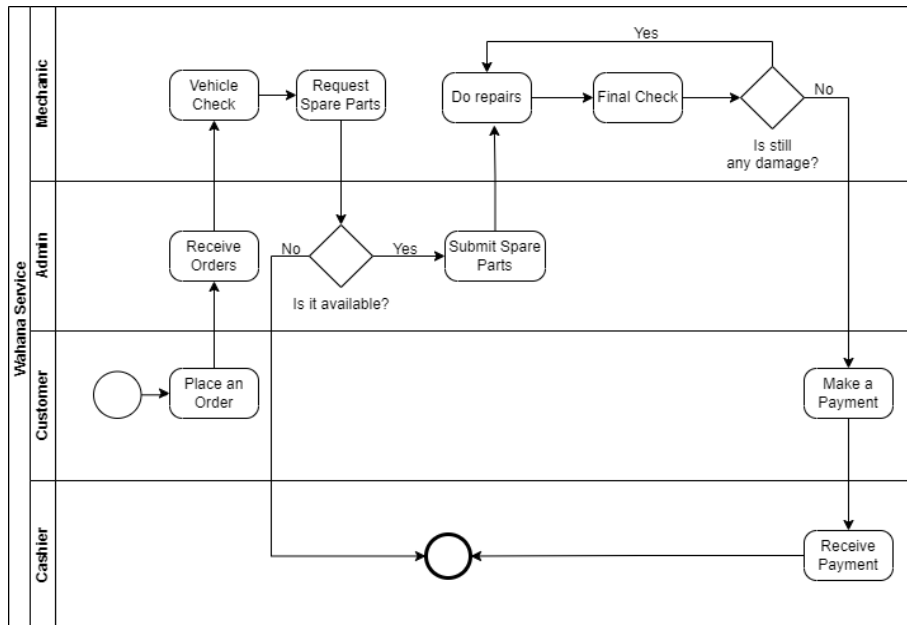 Wahana Service
Mechanic
Vehicle
Check
Request
Spare Parts
Do repairs
Final Check
Yes
No
Is still
any damage?
Admin
Receive
Orders
No
Yes
Is it available?
Submit Spare
Parts
Customer
Place an
Order
Make a
Payment
Cashier
Receive
Payment